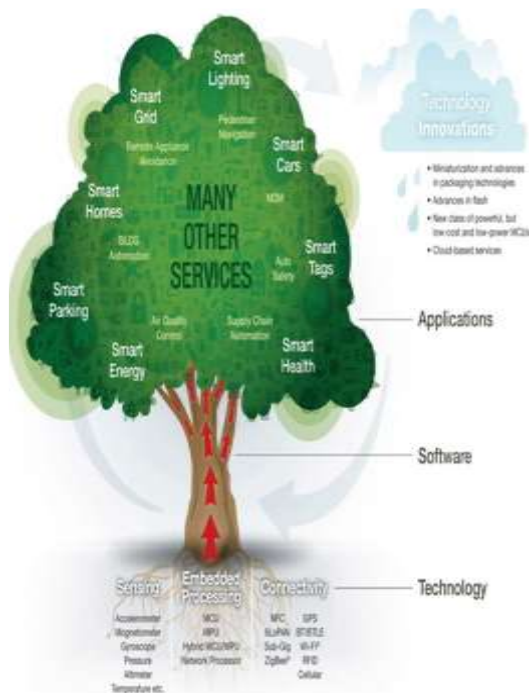 Smart
Lighting
Smart
Grid
Pedestrian
Navigation
Technology
Innovations
Remote Appliance
Avoidance
Smart
Cars
• Miniaturization and advances
in packaging technologies
• Advances in flash
• New class of powerful, but
low-cost and low-power MCUs
• Cloud-based services
Smart
Homes
MANY
OTHER
SERVICES
M2M
BLDG
Automation
Auto
Safety
Smart
Tags
Smart
Parking
Applications
Air Quality
Control
Supply Chain
Automation
Smart
Energy
Smart
Health
Software
Technology
Sensing
Accelerometer
Magnetometer
Gyroscope
Pressure
Altimeter
Temperature etc.
Embedded
Processing
MCU
MPU
Hybrid MCU/MPU
Network Processor
Connectivity
NFC
GPS
6LoPAN
BT/BTLE
Sub-Gig
Wi-Fi®
ZigBee®
RFID
Cellular